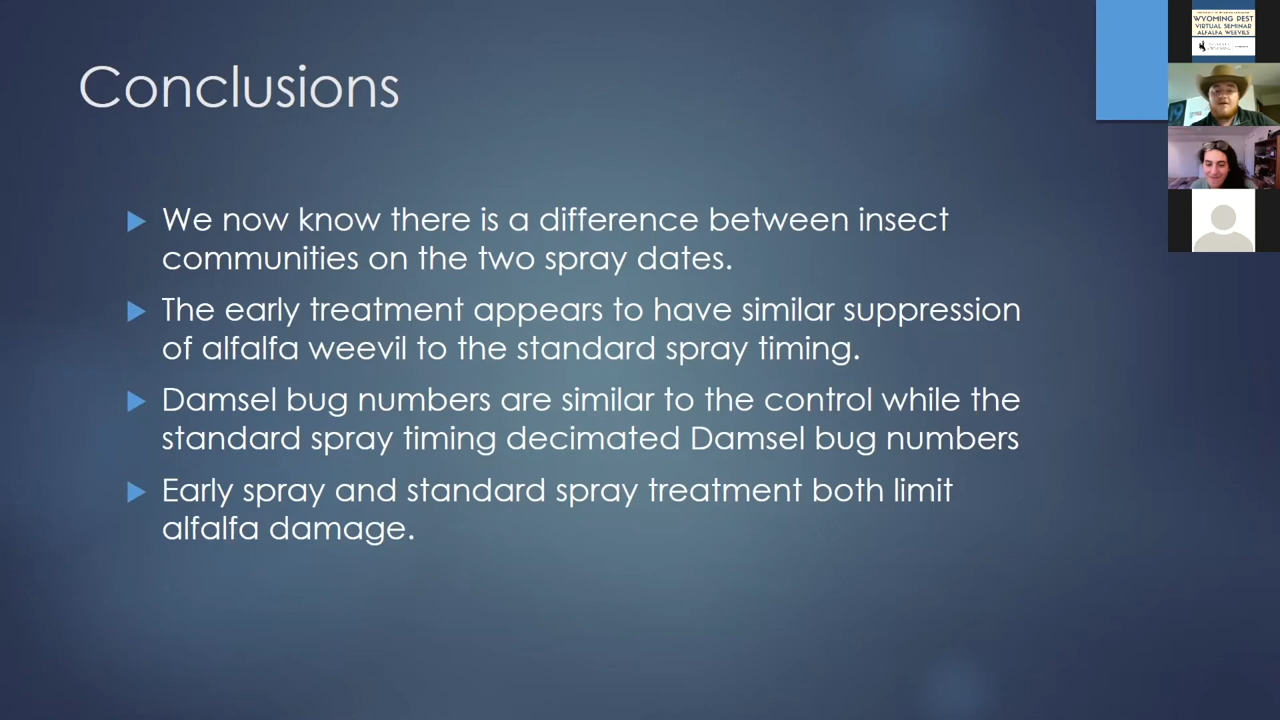 Conclusions
We now know there is a difference between insect
communities on the two spray dates.
The early treatment appears to have similar suppression
of alfalfa weevil to the standard spray timing.
Damsel bug numbers are similar to the control while the
standard spray timing decimated Damsel bug numbers
Early spray and standard spray treatment both limit
alfalfa damage.
WYOMING PEST
VIRTUAL SEMINAR
ALFALFA WEEVILS